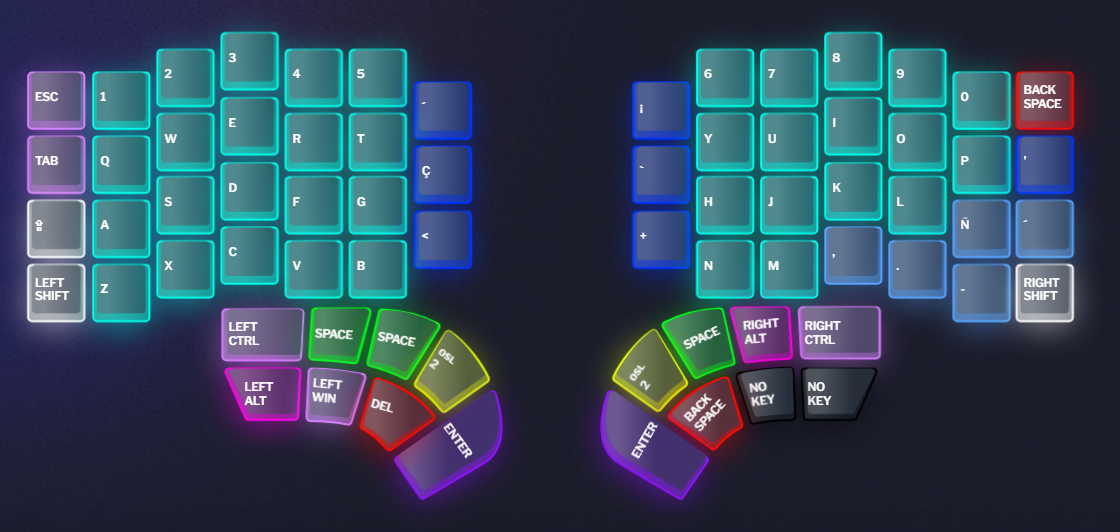 ESC 1 2 3 4 5 ´
TAB Q W E R T Ç
⇪ A S D F G <
LEFT
SHIFT
Z X C V B
LEFT
CTRL
SPACE
SPACE
OSL
2
LEFT
ALT
LEFT
WIN
DEL
ENTER
¡ 6 7 8 9 0
BACK
SPACE
` Y U I O P '
+ H J K L Ñ ´
N M , . -
RIGHT
SHIFT
OSL
2
SPACE
RIGHT
ALT
RIGHT
CTRL
ENTER
BACK
SPACE
NO
KEY
NO
KEY